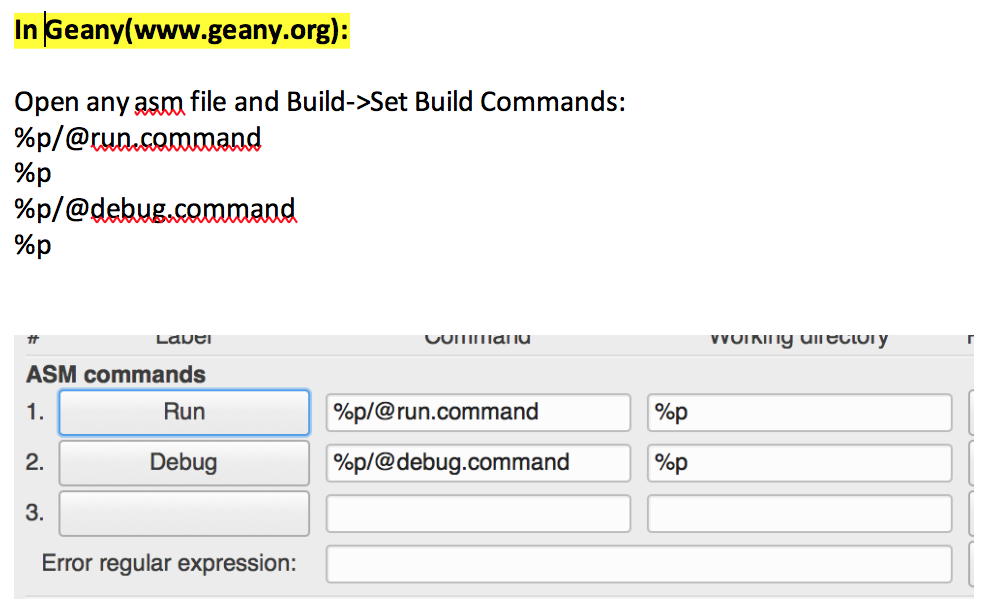 In Geany(www.geany.org):
Open any asm file and Build->Set Build Commands:
%p/@run.command
%p
%p/@debug.command
%p
# Label Command Working directory
ASM commands
1. Run %p/@run.command %p
2. Debug %p/@debug.command %p
3.
Error regular expression: